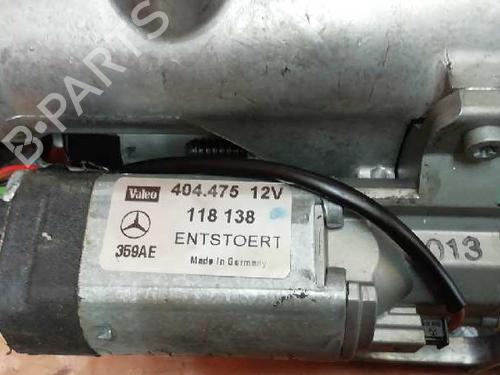 B-PARTS
Valeo 404.475 12V
118 138
359AE ENTSTOERT
Made in Germany
013